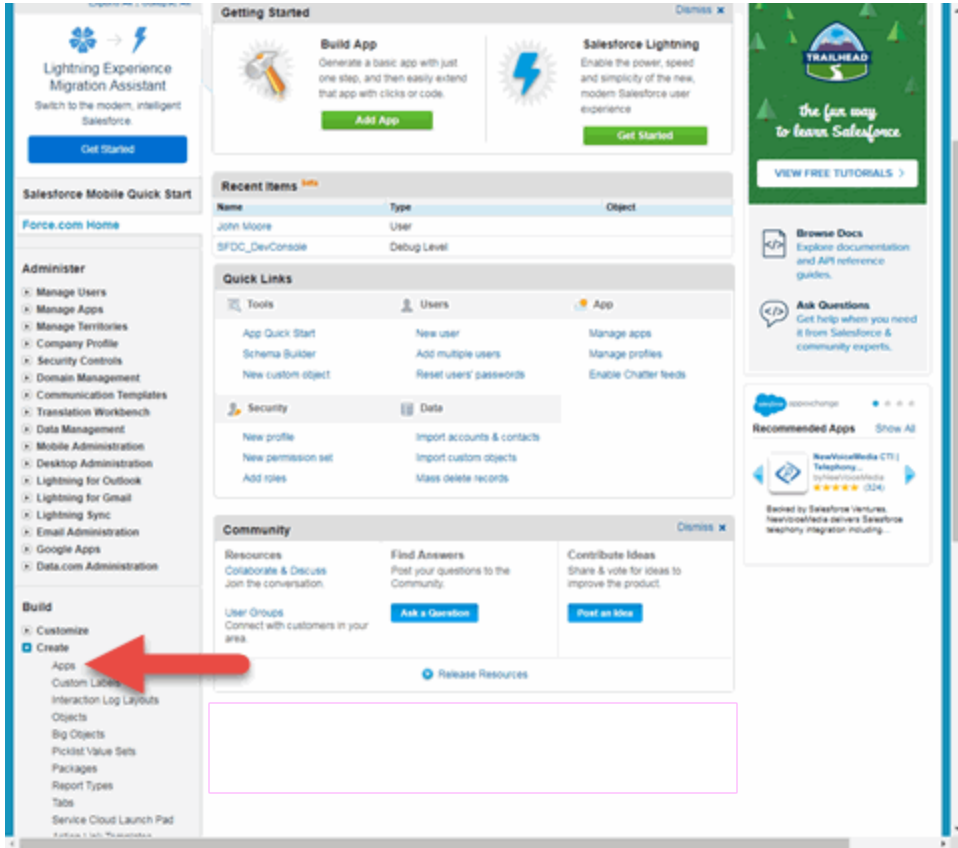 Lightning Experience
Migration Assistant
Switch to the modern, intelligent
Salesforce.
Get Started
Salesforce Mobile Quick Start
Force.com Home
Administer
Manage Users
Manage Apps
Manage Territories
Company Profile
Security Controls
Domain Management
Communication Templates
Translation Workbench
Data Management
Mobile Administration
Desktop Administration
Lightning for Outlook
Lightning for Gmail
Lightning Sync
Email Administration
Google Apps
Data.com Administration
Build
Customize
Create
Apps
Custom Labels
Interaction Log Layouts
Objects
Big Objects
Picklist Value Sets
Packages
Report Types
Tabs
Service Cloud Launch Pad
Getting Started
Dismiss x
Build App
Generate a basic app with just
one step, and then easily extend
that app with clicks or code.
Add App
Salesforce Lightning
Enable the power, speed
and simplicity of the new,
modern Salesforce user
experience
Get Started
Recent Items beta
Name Type Object
John Moore User
SFDC_DevConsole Debug Level
Quick Links
Tools Users App
App Quick Start New user Manage apps
Schema Builder Add multiple users Manage profiles
New custom object Reset users' passwords Enable Chatter feeds
Security Data
New profile Import accounts & contacts
New permission set Import custom objects
Add roles Mass delete records
Community
Dismiss x
Resources
Collaborate & Discuss
Join the conversation.
User Groups
Connect with customers in your
area.
Find Answers
Post your questions to the
Community.
Ask a Question
Contribute Ideas
Share & vote for ideas to
improve the product.
Post an Idea
Release Resources
TRAILHEAD
the fun way
to learn Salesforce
VIEW FREE TUTORIALS >
Browse Docs
Explore documentation
and API reference
guides.
Ask Questions
Get help when you need
it from Salesforce &
community experts.
salesforce appexchange
Recommended Apps Show All
NewVoiceMedia CTI |
Telephony...
byNewVoiceMedia
(324)
Backed by Salesforce Ventures,
NewVoiceMedia delivers Salesforce
telephony integration including...